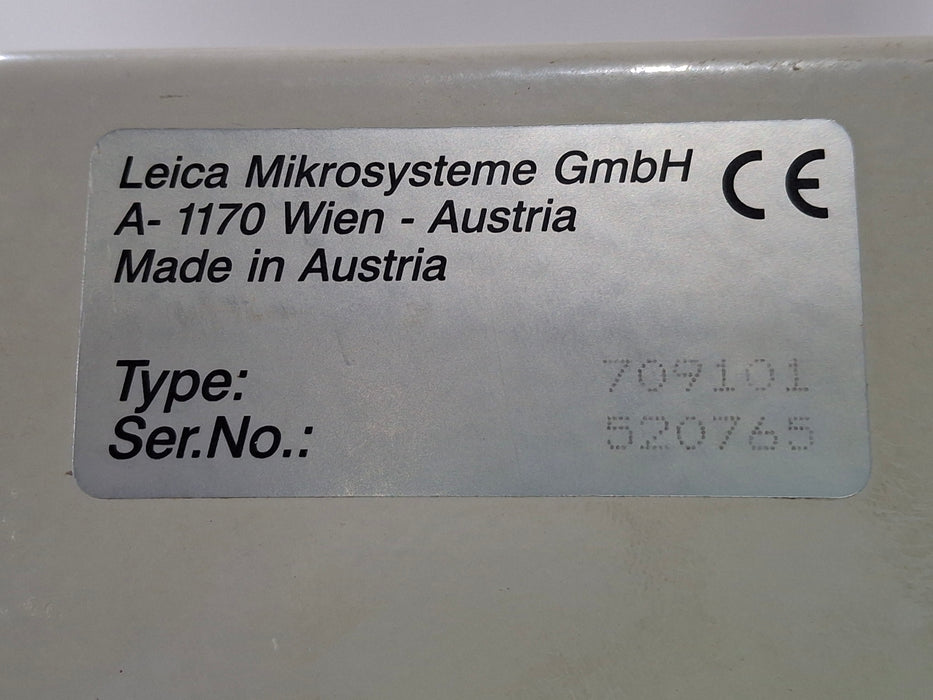 Leica Mikrosysteme GmbH CE
A- 1170 Wien - Austria
Made in Austria
Type: 709101
Ser.No.: 520765